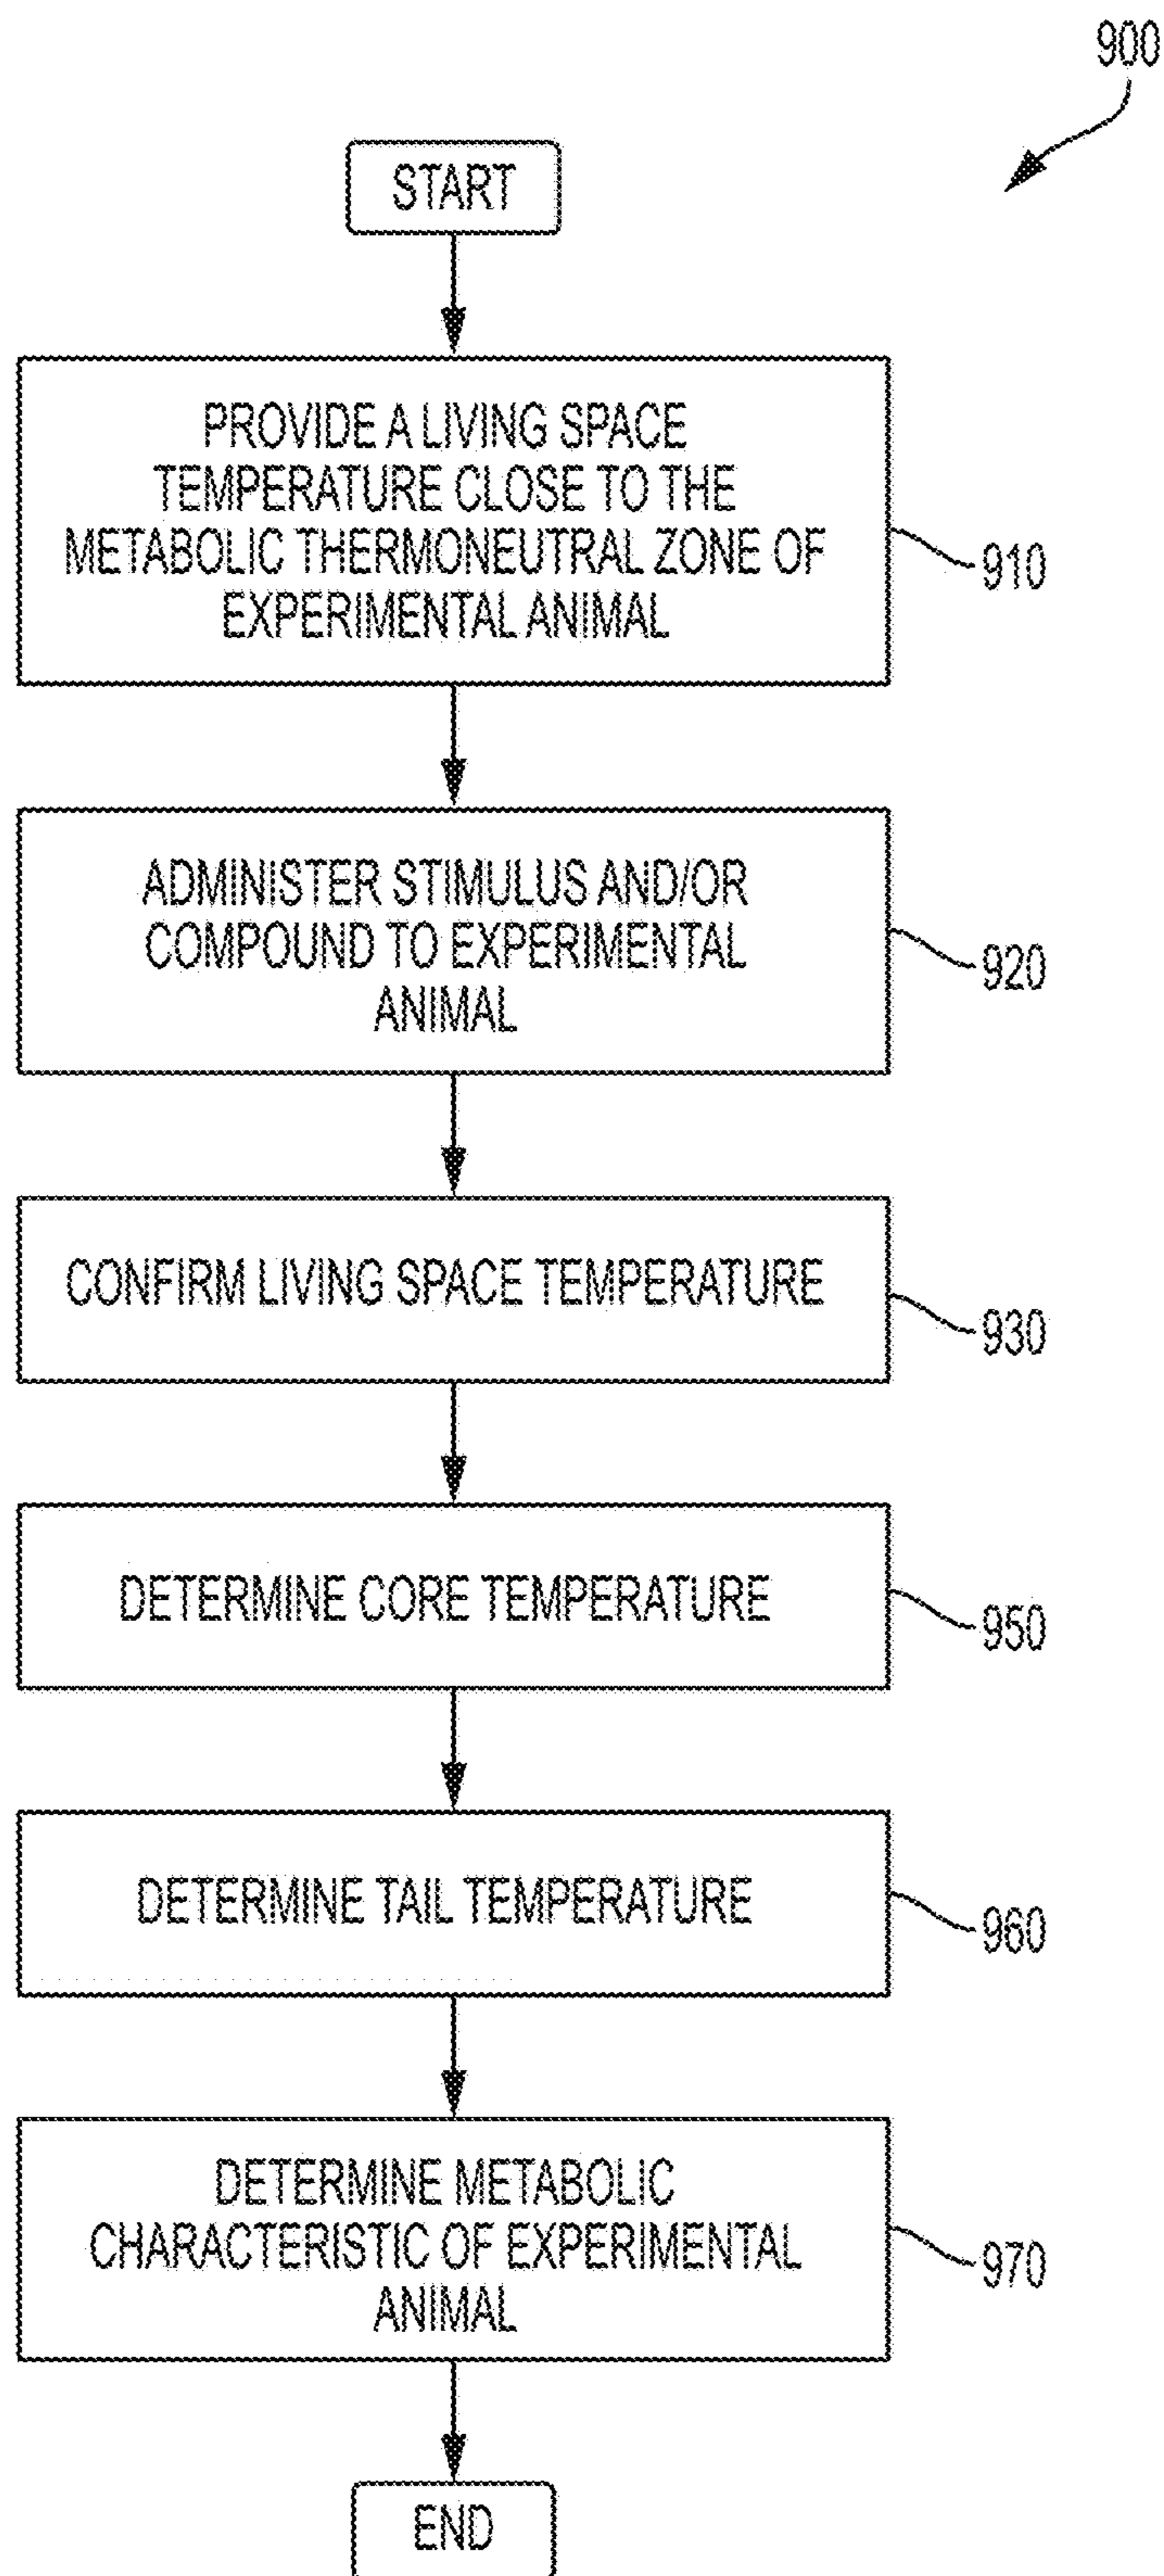 900
START
PROVIDE A LIVING SPACE
TEMPERATURE CLOSE TO THE
METABOLIC THERMONEUTRAL ZONE OF
EXPERIMENTAL ANIMAL
910
ADMINISTER STIMULUS AND/OR
COMPOUND TO EXPERIMENTAL
ANIMAL
920
CONFIRM LIVING SPACE TEMPERATURE
930
DETERMINE CORE TEMPERATURE
950
DETERMINE TAIL TEMPERATURE
960
DETERMINE METABOLIC
CHARACTERISTIC OF EXPERIMENTAL
ANIMAL
970
END